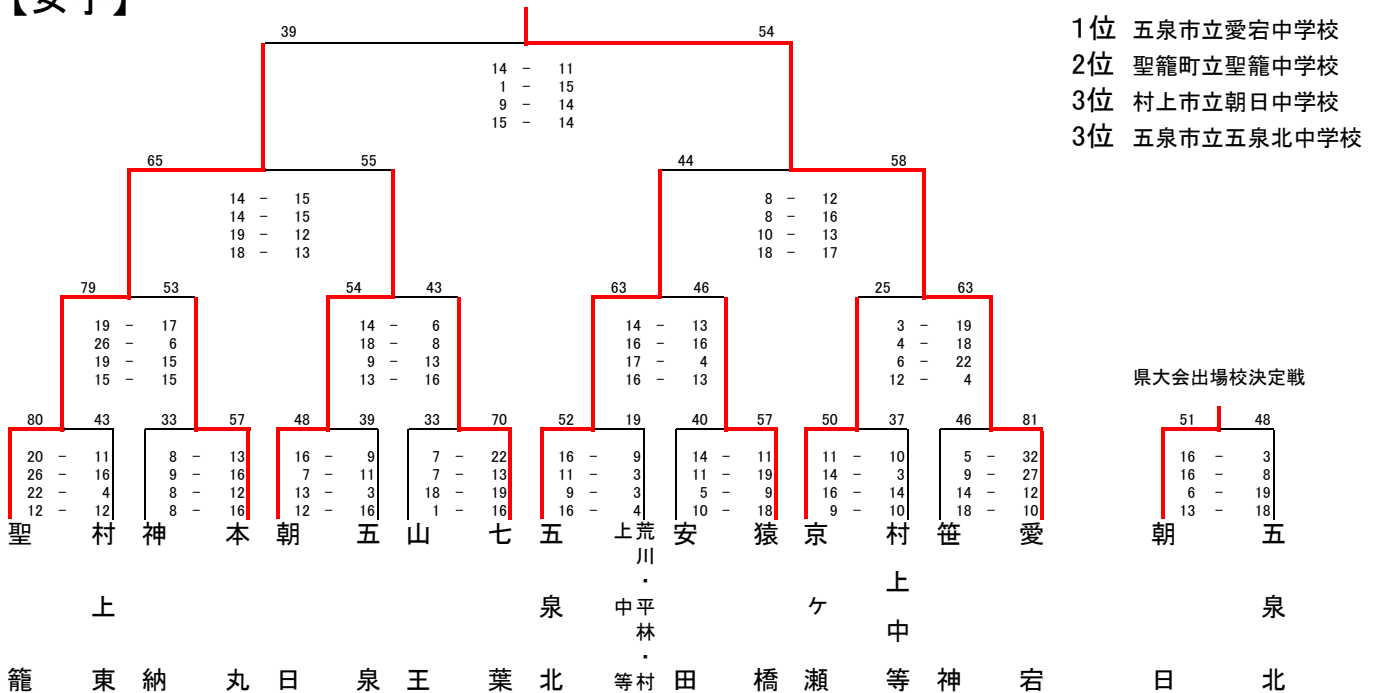 【女子】
1位 五泉市立愛宕中学校
2位 聖籠町立聖籠中学校
3位 村上市立朝日中学校
3位 五泉市立五泉北中学校
39 54
14 − 11
1 − 15
9 − 14
15 − 14
65 55
14 − 15
14 − 15
19 − 12
18 − 13
44 58
8 − 12
8 − 16
10 − 13
18 − 17
79 53
19 − 17
26 − 6
19 − 15
15 − 15
54 43
14 − 6
18 − 8
9 − 13
13 − 16
63 46
14 − 13
16 − 16
17 − 4
16 − 13
25 63
3 − 19
4 − 18
6 − 22
12 − 4
県大会出場校決定戦
80 43
20 − 11
26 − 16
22 − 4
12 − 12
33 57
8 − 13
9 − 16
8 − 12
8 − 16
48 39
16 − 9
7 − 11
13 − 3
12 − 16
33 70
7 − 22
7 − 13
18 − 19
1 − 16
52 19
16 − 9
11 − 3
9 − 3
16 − 4
40 57
14 − 11
11 − 19
5 − 9
10 − 18
50 37
11 − 10
14 − 3
16 − 14
9 − 10
46 81
5 − 32
9 − 27
14 − 12
18 − 10
51 48
16 − 3
16 − 8
6 − 19
13 − 18
聖籠
村上東
神納
本丸
朝日
五泉
山王
七葉
五泉北
荒川・平林・村
上中等
安田
猿橋
京ヶ瀬
村上中等
笹神
愛宕
朝日
五泉北